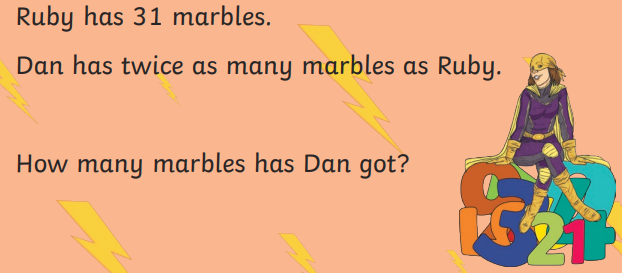 Ruby has 31 marbles.
Dan has twice as many marbles as Ruby.
How many marbles has Dan got?